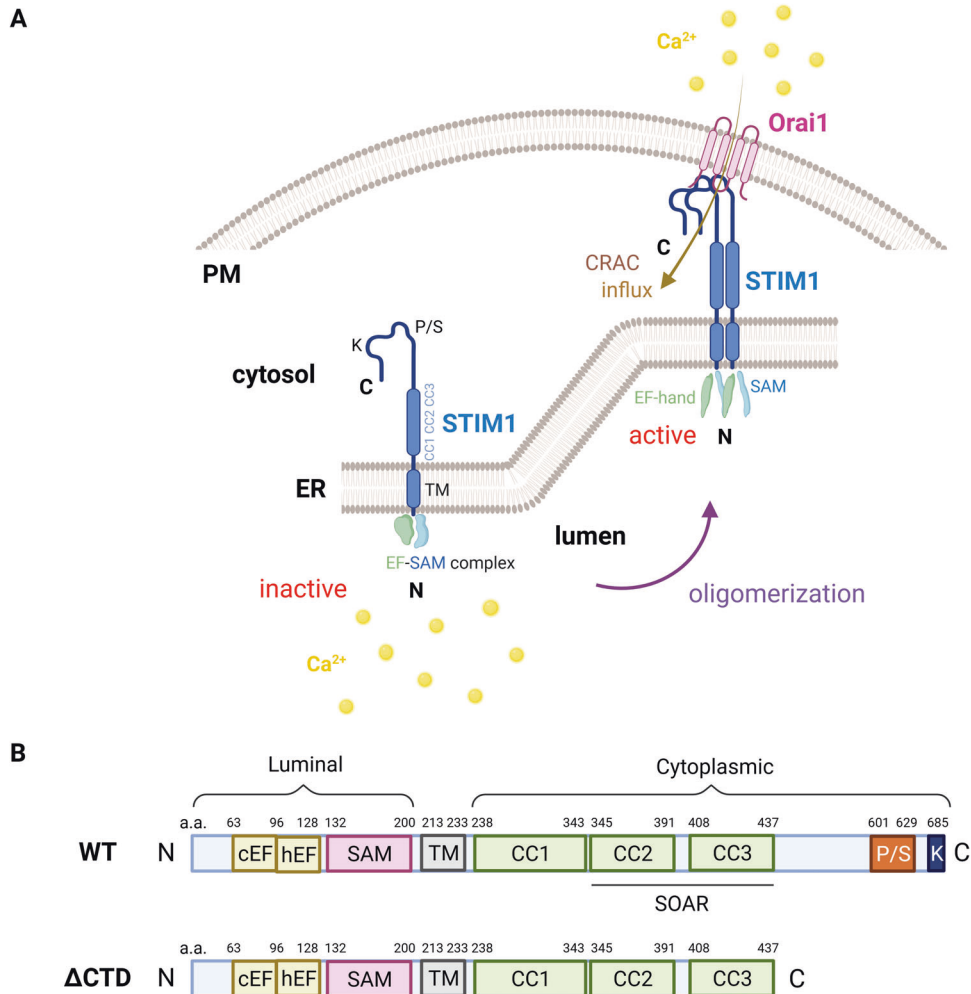 A
Ca²⁺
Orai1
PM
C
CRAC
influx
STIM1
P/S
K
C
cytosol
CC1 CC2 CC3
STIM1
EF-hand
SAM
active
N
ER
TM
lumen
EF-SAM complex
inactive
N
oligomerization
Ca²⁺
B
Luminal
Cytoplasmic
a.a. 63 96 128 132 200 213 233 238 343 345 391 408 437 601 629 685
WT N cEF hEF SAM TM CC1 CC2 CC3 P/S K C
SOAR
a.a. 63 96 128 132 200 213 233 238 343 345 391 408 437
ΔCTD N cEF hEF SAM TM CC1 CC2 CC3 C